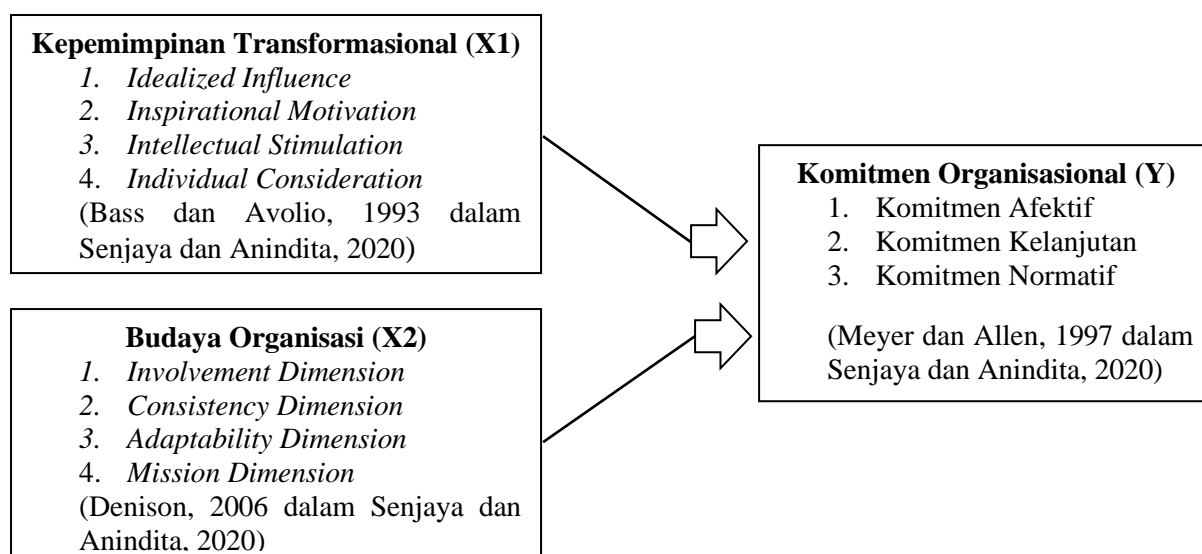 Kepemimpinan Transformasional (X1)
1. Idealized Influence
2. Inspirational Motivation
3. Intellectual Stimulation
4. Individual Consideration
(Bass dan Avolio, 1993 dalam
Senjaya dan Anindita, 2020)
Budaya Organisasi (X2)
1. Involvement Dimension
2. Consistency Dimension
3. Adaptability Dimension
4. Mission Dimension
(Denison, 2006 dalam Senjaya dan
Anindita, 2020)
Komitmen Organisasional (Y)
1. Komitmen Afektif
2. Komitmen Kelanjutan
3. Komitmen Normatif
(Meyer dan Allen, 1997 dalam
Senjaya dan Anindita, 2020)